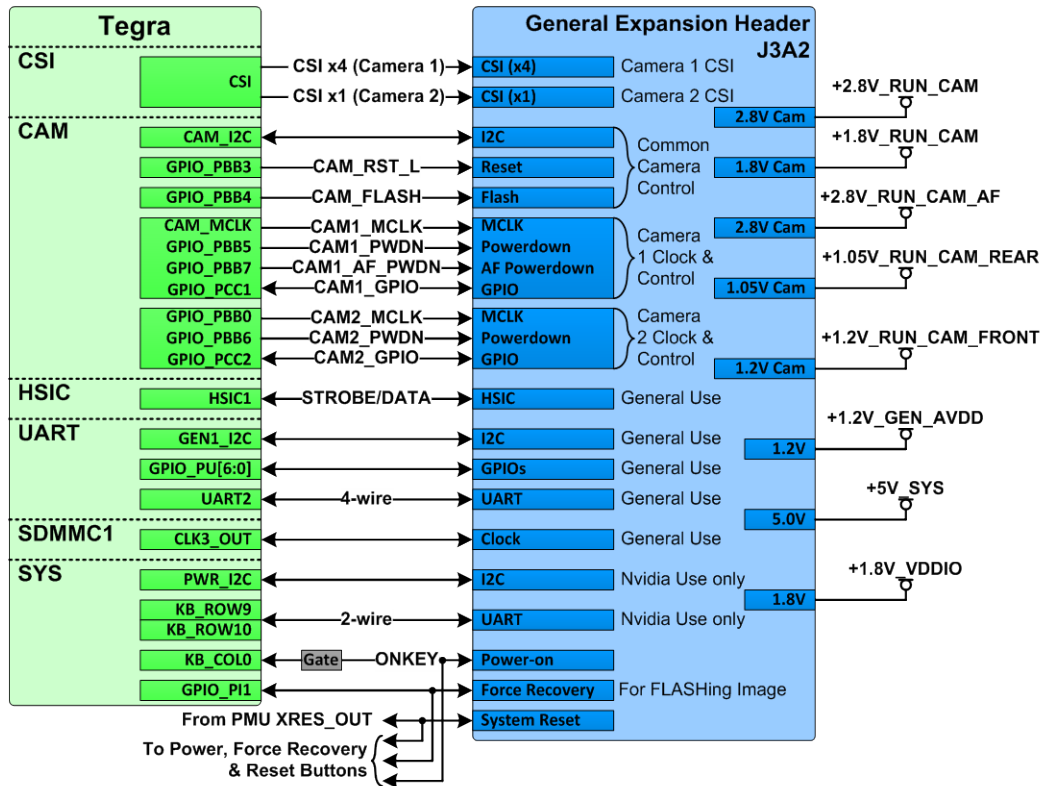 Tegra
General Expansion Header
J3A2
CSI
CSI
CSI x4 (Camera 1)
CSI (x4)
Camera 1 CSI
CSI x1 (Camera 2)
CSI (x1)
Camera 2 CSI
2.8V Cam
+2.8V_RUN_CAM
CAM
CAM_I2C
I2C
GPIO_PBB3
CAM_RST_L
Reset
GPIO_PBB4
CAM_FLASH
Flash
Common
Camera
Control
1.8V Cam
+1.8V_RUN_CAM
CAM_MCLK
CAM1_MCLK
MCLK
GPIO_PBB5
CAM1_PWDN
Powerdown
GPIO_PBB7
CAM1_AF_PWDN
AF Powerdown
GPIO_PCC1
CAM1_GPIO
GPIO
Camera
1 Clock &
Control
2.8V Cam
+2.8V_RUN_CAM_AF
1.05V Cam
+1.05V_RUN_CAM_REAR
GPIO_PBB0
CAM2_MCLK
MCLK
GPIO_PBB6
CAM2_PWDN
Powerdown
GPIO_PCC2
CAM2_GPIO
GPIO
Camera
2 Clock &
Control
1.2V Cam
+1.2V_RUN_CAM_FRONT
HSIC
HSIC1
STROBE/DATA
HSIC
General Use
UART
GEN1_I2C
I2C
General Use
1.2V
+1.2V_GEN_AVDD
GPIO_PU[6:0]
GPIOs
General Use
UART2
4-wire
UART
General Use
5.0V
+5V_SYS
SDMMC1
CLK3_OUT
Clock
General Use
SYS
PWR_I2C
I2C
Nvidia Use only
1.8V
+1.8V_VDDIO
KB_ROW9
KB_ROW10
2-wire
UART
Nvidia Use only
KB_COL0
Gate
ONKEY
Power-on
GPIO_PI1
Force Recovery
For FLASHing Image
From PMU XRES_OUT
System Reset
To Power, Force Recovery
& Reset Buttons